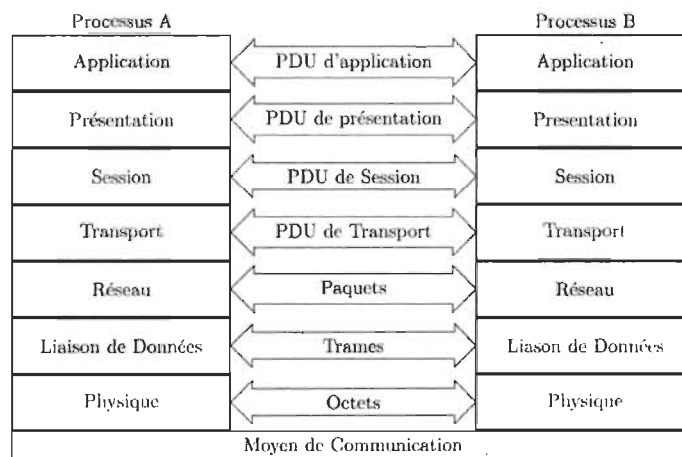 Processus A Processus B
Application PDU d'application Application
Présentation PDU de présentation Presentation
Session PDU de Session Session
Transport PDU de Transport Transport
Réseau Paquets Réseau
Liaison de Données Trames Liason de Données
Physique Octets Physique
Moyen de Communication